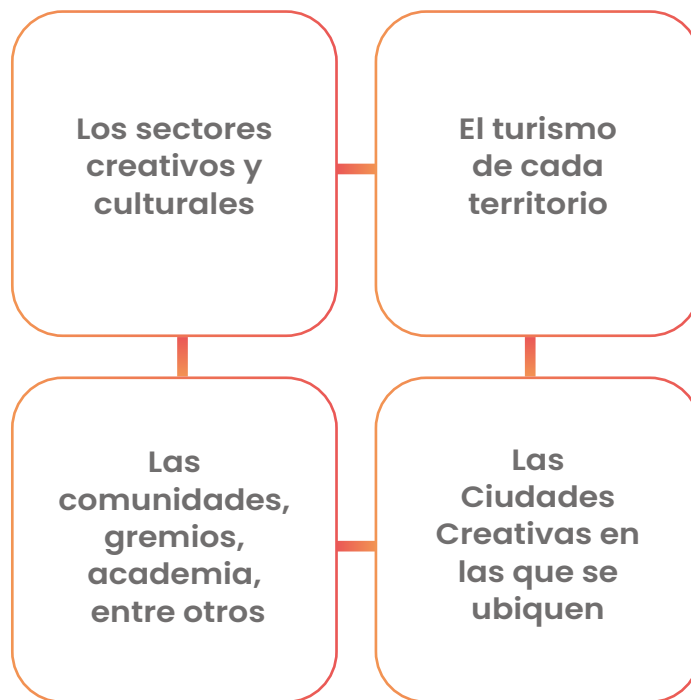 Los sectores
creativos y
culturales
El turismo
de cada
territorio
Las
comunidades,
gremios,
academia,
entre otros
Las
Ciudades
Creativas en
las que se
ubiquen